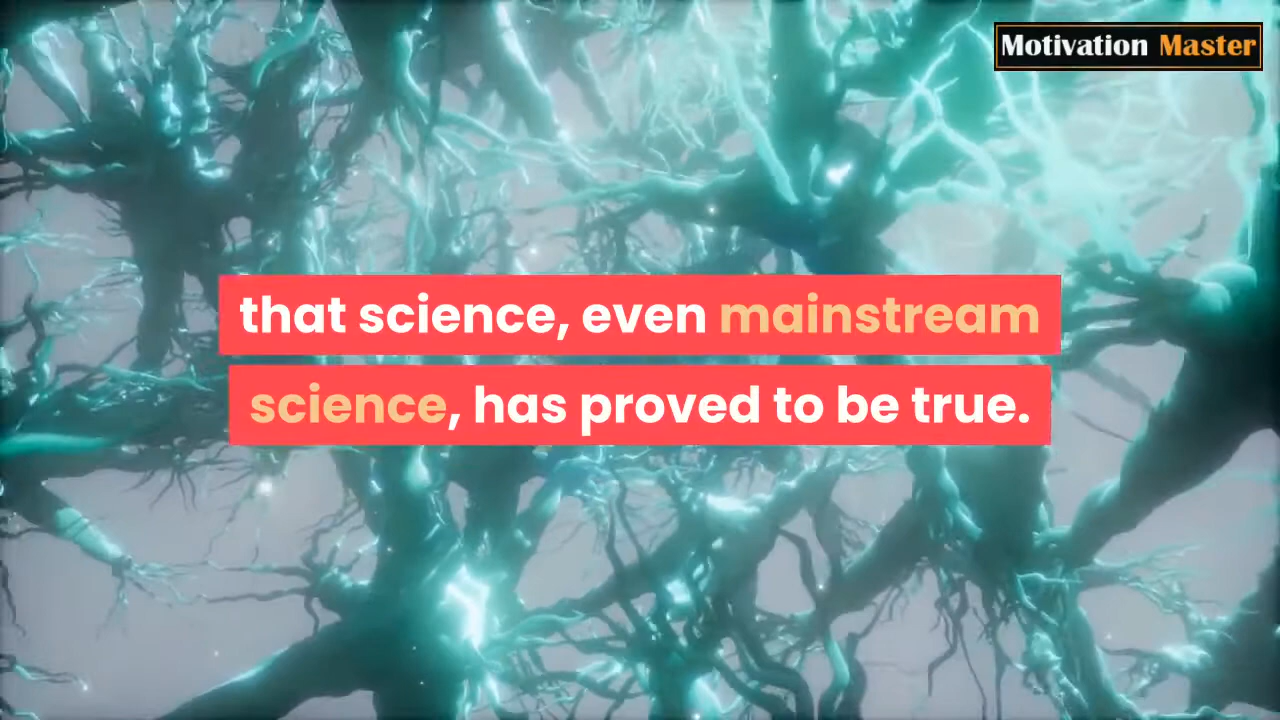 Motivation Master
that science, even mainstream
science, has proved to be true.